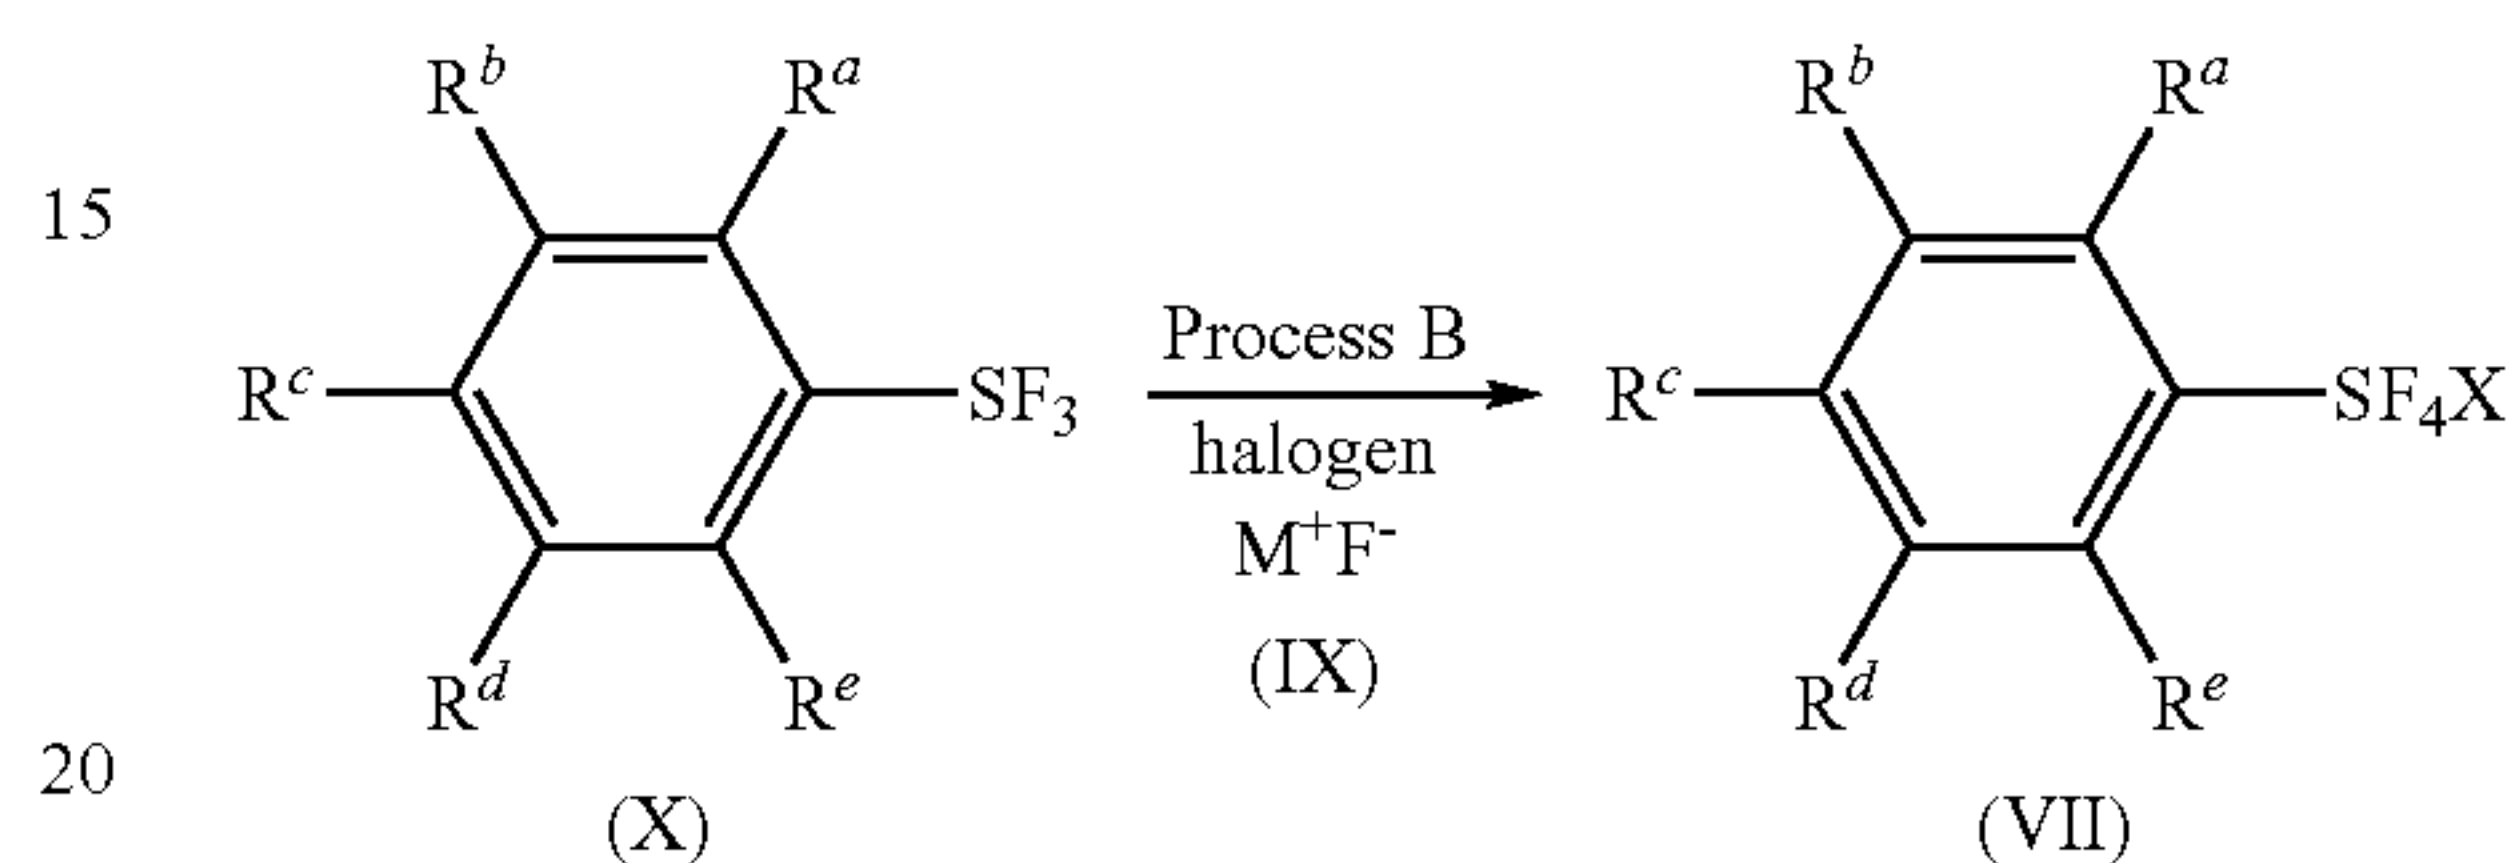 R^b R^a R^b R^a
15
Process B
R^c SF₃ R^c SF₄X
halogen
M⁺F⁻
(IX)
R^d R^e R^d R^e
20
(X) (VII)